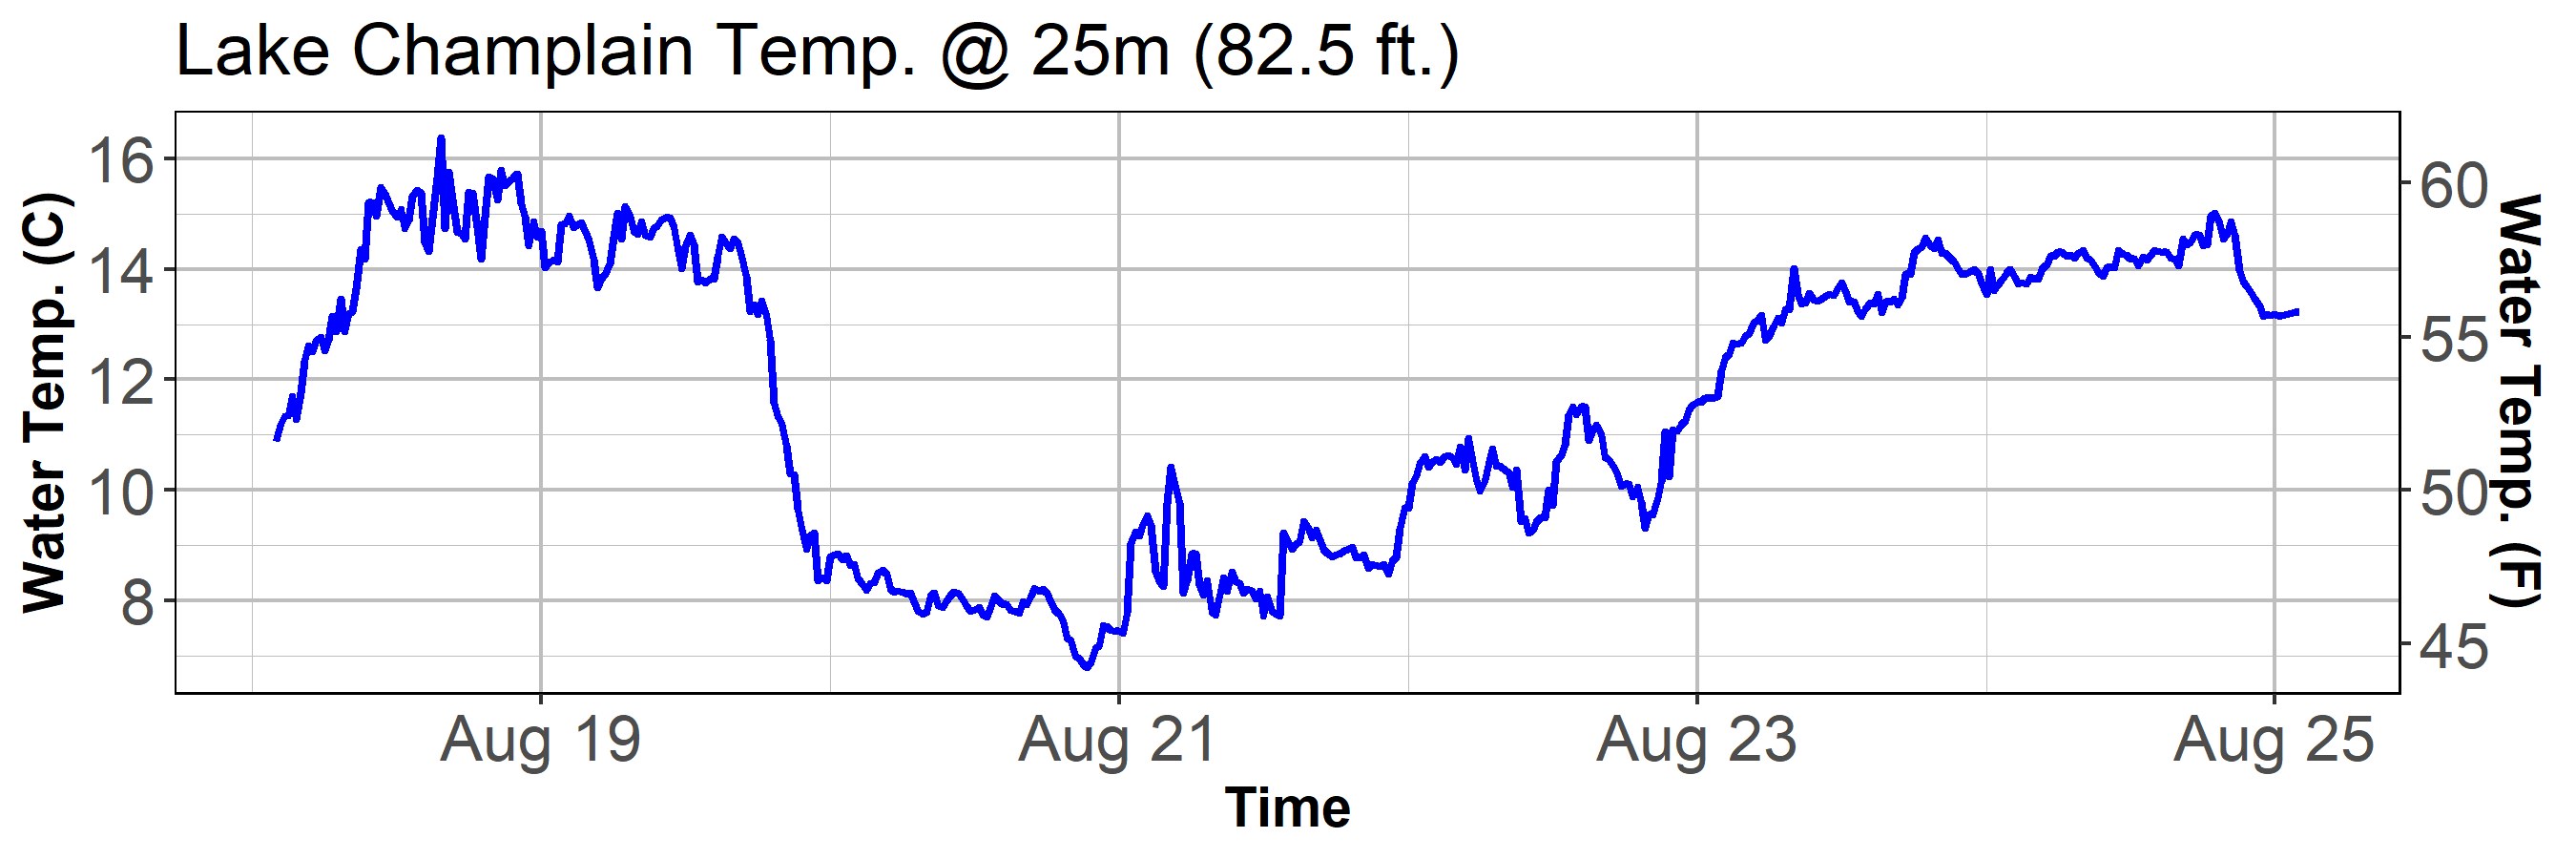 Lake Champlain Temp. @ 25m (82.5 ft.)
Water Temp. (C)
16
14
12
10
8
60
55
50
45
Water Temp. (F)
Aug 19
Aug 21
Aug 23
Aug 25
Time